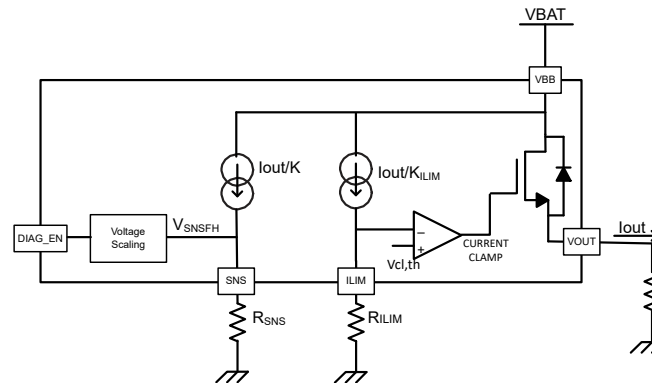 VBAT
VBB
Iout/K
Iout/KILIM
DIAG_EN
Voltage
Scaling
VSNSFH
Vcl,th
CURRENT
CLAMP
VOUT
Iout
SNS
ILIM
RSNS
RILIM